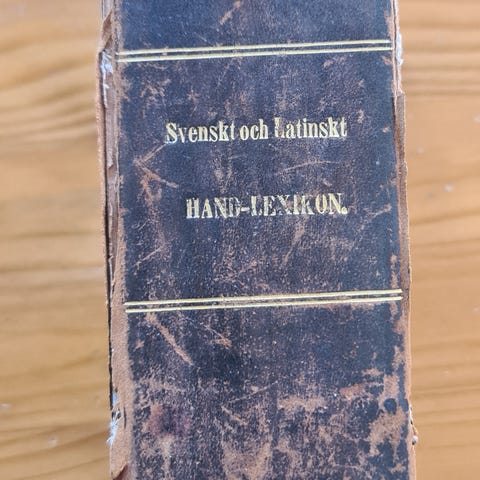 Svenskt och Latinskt
HAND-LEXIKON.